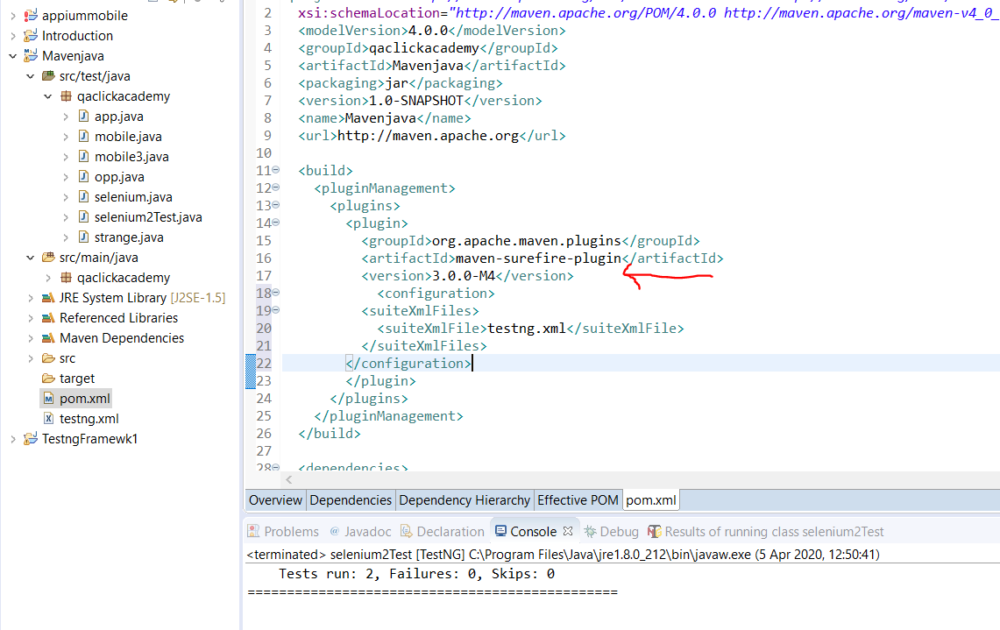 appiummobile
Introduction
Mavenjava
src/test/java
qaclickacademy
app.java
mobile.java
mobile3.java
opp.java
selenium.java
selenium2Test.java
strange.java
src/main/java
qaclickacademy
JRE System Library [J2SE-1.5]
Referenced Libraries
Maven Dependencies
src
target
pom.xml
testng.xml
TestngFramewk1
2 xsi:schemaLocation="http://maven.apache.org/POM/4.0.0 http://maven.apache.org/maven-v4_0_
3 <modelVersion>4.0.0</modelVersion>
4 <groupId>qaclickacademy</groupId>
5 <artifactId>Mavenjava</artifactId>
6 <packaging>jar</packaging>
7 <version>1.0-SNAPSHOT</version>
8 <name>Mavenjava</name>
9 <url>http://maven.apache.org</url>
10
11 <build>
12 <pluginManagement>
13 <plugins>
14 <plugin>
15 <groupId>org.apache.maven.plugins</groupId>
16 <artifactId>maven-surefire-plugin</artifactId>
17 <version>3.0.0-M4</version>
18 <configuration>
19 <suiteXmlFiles>
20 <suiteXmlFile>testng.xml</suiteXmlFile>
21 </suiteXmlFiles>
22 </configuration>
23 </plugin>
24 </plugins>
25 </pluginManagement>
26 </build>
27
28 <dependencies>
Overview Dependencies Dependency Hierarchy Effective POM pom.xml
Problems @ Javadoc Declaration Console Debug Results of running class selenium2Test
<terminated> selenium2Test [TestNG] C:\Program Files\Java\jre1.8.0_212\bin\javaw.exe (5 Apr 2020, 12:50:41)
Tests run: 2, Failures: 0, Skips: 0
===============================================